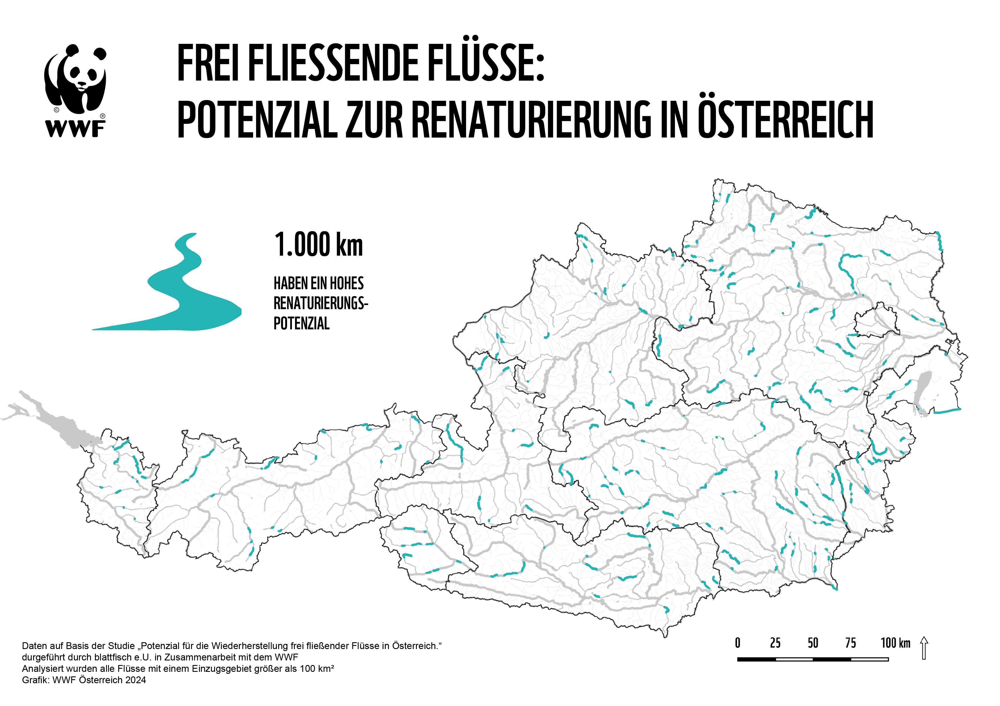 FREI FLIESSENDE FLÜSSE:
POTENZIAL ZUR RENATURIERUNG IN ÖSTERREICH
©
®
WWF
1.000 km
HABEN EIN HOHES
RENATURIERUNGS-
POTENZIAL
Daten auf Basis der Studie „Potenzial für die Wiederherstellung frei fließender Flüsse in Österreich.“
durgeführt durch blattfisch e.U. in Zusammenarbeit mit dem WWF
Analysiert wurden alle Flüsse mit einem Einzugsgebiet größer als 100 km²
Grafik: WWF Österreich 2024
0 25 50 75 100 km